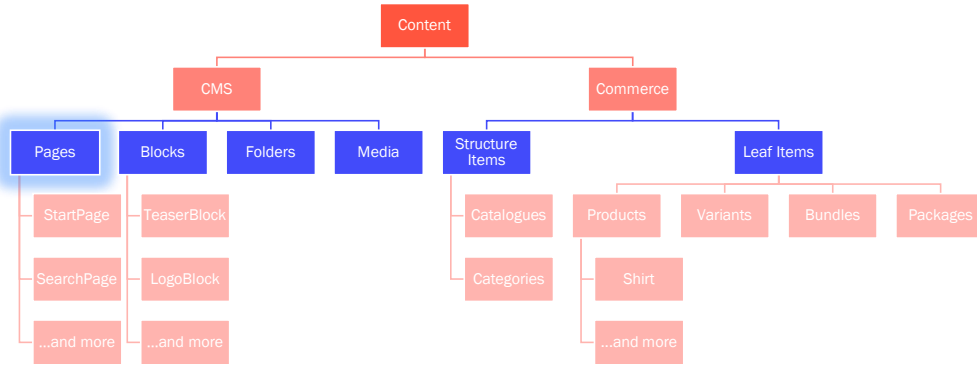 Content
CMS
Commerce
Pages
Blocks
Folders
Media
Structure
Items
Leaf Items
StartPage
TeaserBlock
Catalogues
Products
Variants
Bundles
Packages
SearchPage
LogoBlock
Categories
Shirt
...and more
...and more
...and more